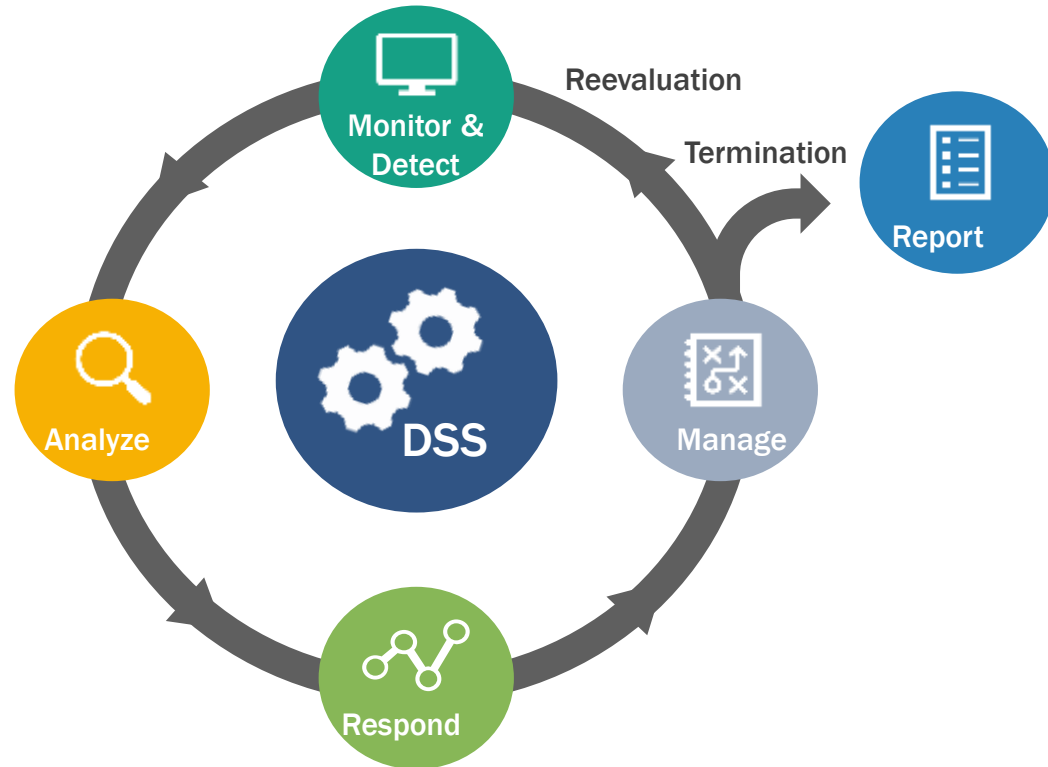 Reevaluation
Monitor &
Detect
Termination
Report
Analyze
DSS
Manage
Respond